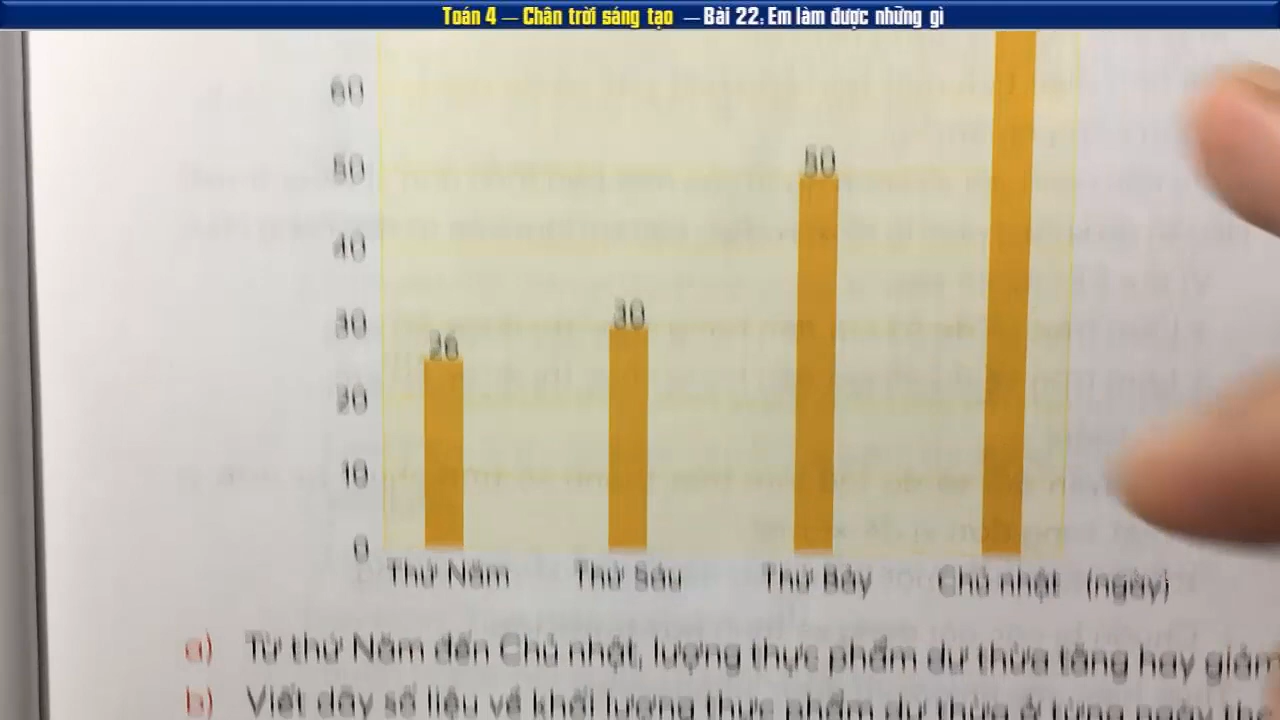 Toán 4 – Chân trời sáng tạo – Bài 22: Em làm được những gì
60
50
50
40
30
30
26
20
10
0
Thứ Năm Thứ Sáu Thứ Bảy Chủ nhật (ngày)
a) Từ thứ Năm đến Chủ nhật, lượng thực phẩm dư thừa tăng hay giảm
b) Viết dãy số liệu về khối lượng thực phẩm dư thừa ở từng ngày